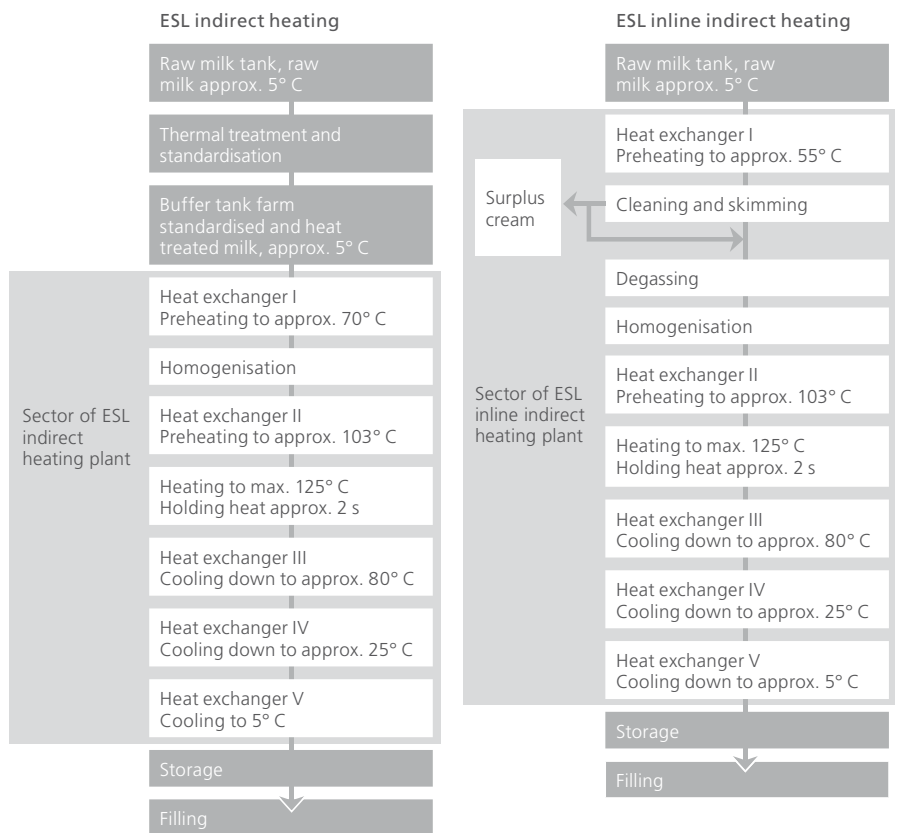 ESL indirect heating
Raw milk tank, raw
milk approx. 5° C
Thermal treatment and
standardisation
Buffer tank farm
standardised and heat
treated milk, approx. 5° C
Sector of ESL
indirect
heating plant
Heat exchanger I
Preheating to approx. 70° C
Homogenisation
Heat exchanger II
Preheating to approx. 103° C
Heating to max. 125° C
Holding heat approx. 2 s
Heat exchanger III
Cooling down to approx. 80° C
Heat exchanger IV
Cooling down to approx. 25° C
Heat exchanger V
Cooling to 5° C
Storage
Filling
ESL inline indirect heating
Raw milk tank, raw
milk approx. 5° C
Heat exchanger I
Preheating to approx. 55° C
Surplus
cream
Cleaning and skimming
Degassing
Homogenisation
Sector of ESL
inline indirect
heating plant
Heat exchanger II
Preheating to approx. 103° C
Heating to max. 125° C
Holding heat approx. 2 s
Heat exchanger III
Cooling down to approx. 80° C
Heat exchanger IV
Cooling down to approx. 25° C
Heat exchanger V
Cooling down to approx. 5° C
Storage
Filling